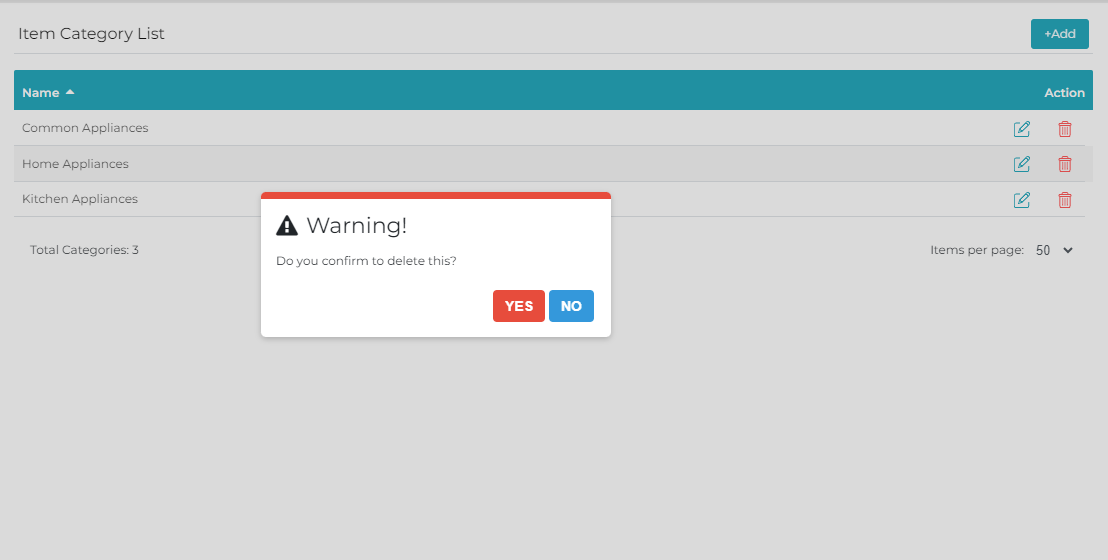 Item Category List
+Add
Name Action
Common Appliances
Home Appliances
Kitchen Appliances
Warning!
Do you confirm to delete this?
YES NO
Total Categories: 3
Items per page: 50